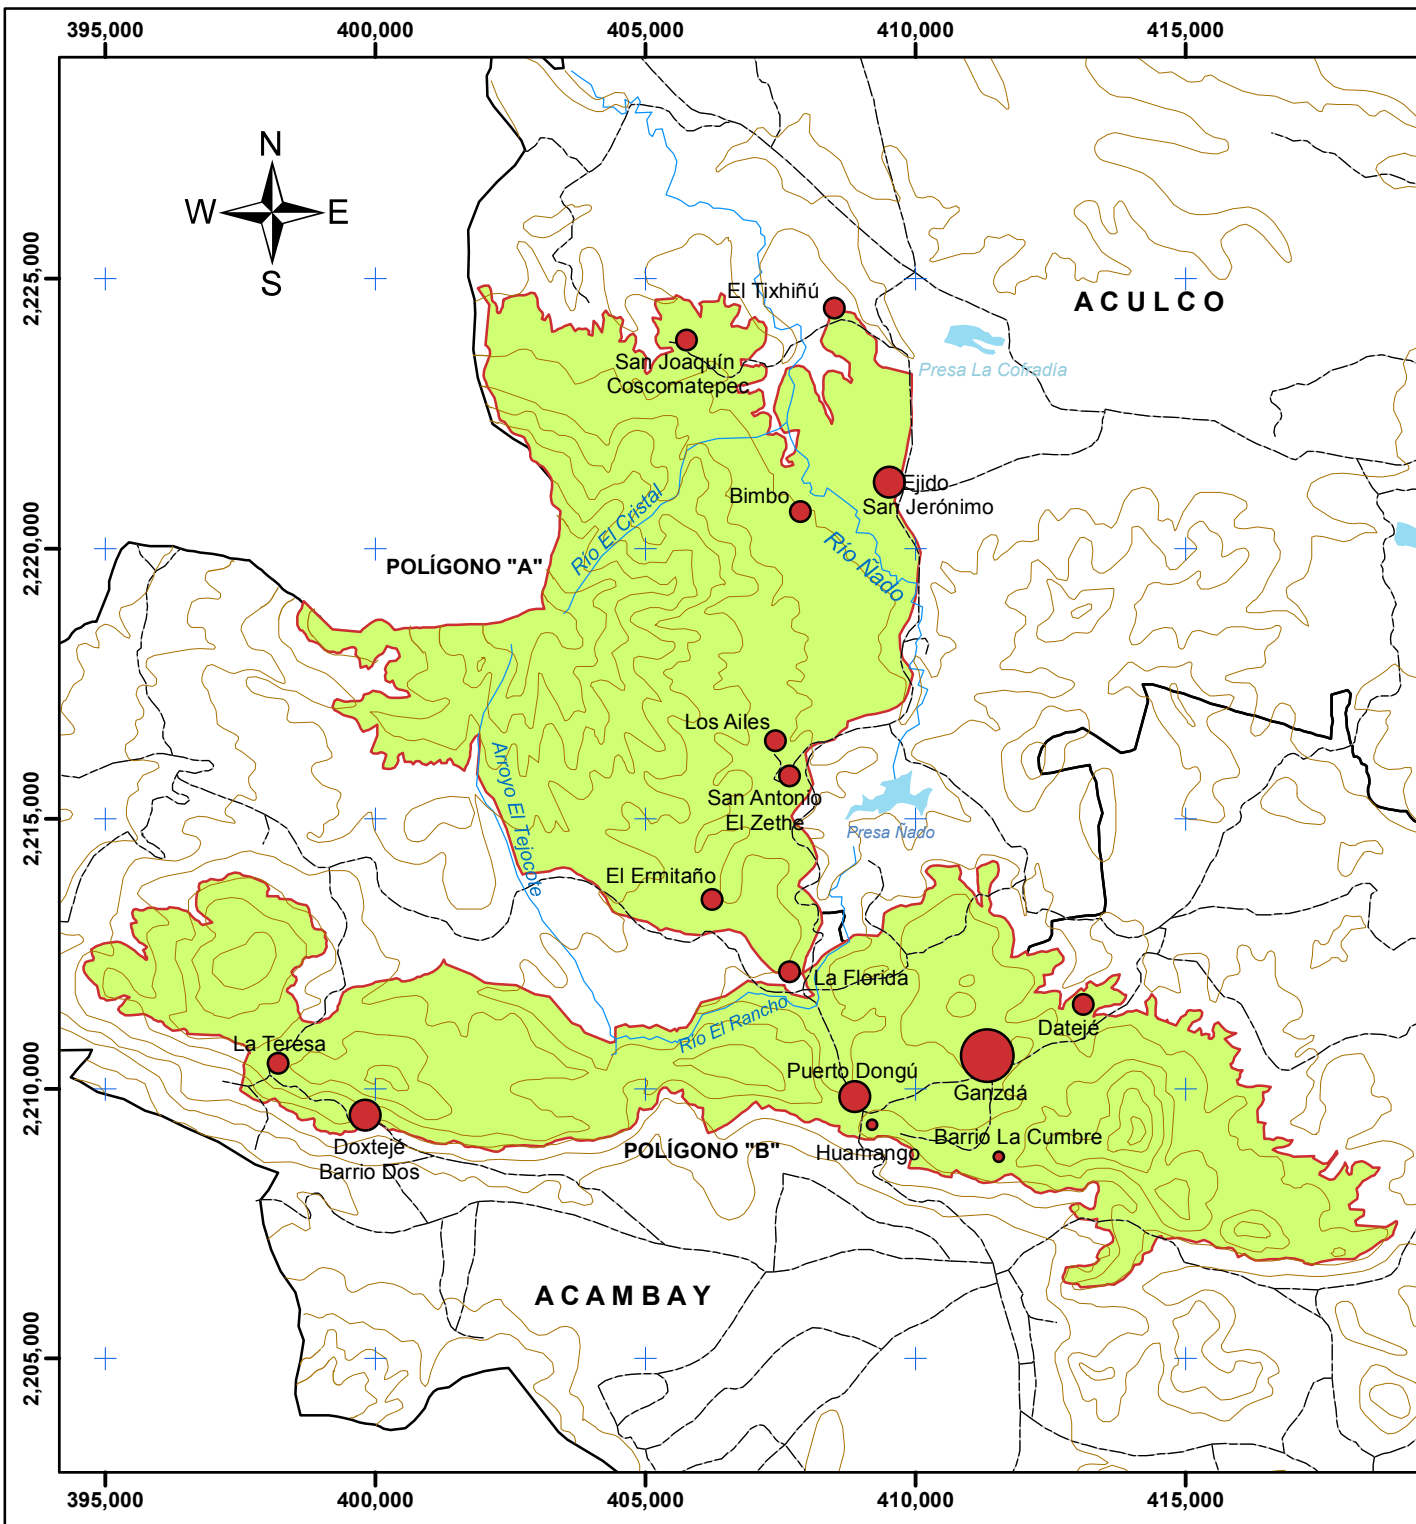 395,000
400,000
405,000
410,000
415,000
N
W
E
S
2,225,000
El Tixhiñú
ACULCO
San Joaquín
Coscomatepec
Presa La Cofradía
Ejido
San Jerónimo
Bimbo
Río El Cristal
Río Ñado
2,220,000
POLÍGONO "A"
Los Ailes
Arroyo El Tejocote
San Antonio
El Zethe
2,215,000
Presa Ñado
El Ermitaño
La Florida
Río El Rancho
Datejé
La Teresa
Puerto Dongú
2,210,000
Ganzdá
Doxtejé
Barrio Dos
Barrio La Cumbre
POLÍGONO "B"
Huamango
ACAMBAY
2,205,000
395,000
400,000
405,000
410,000
415,000